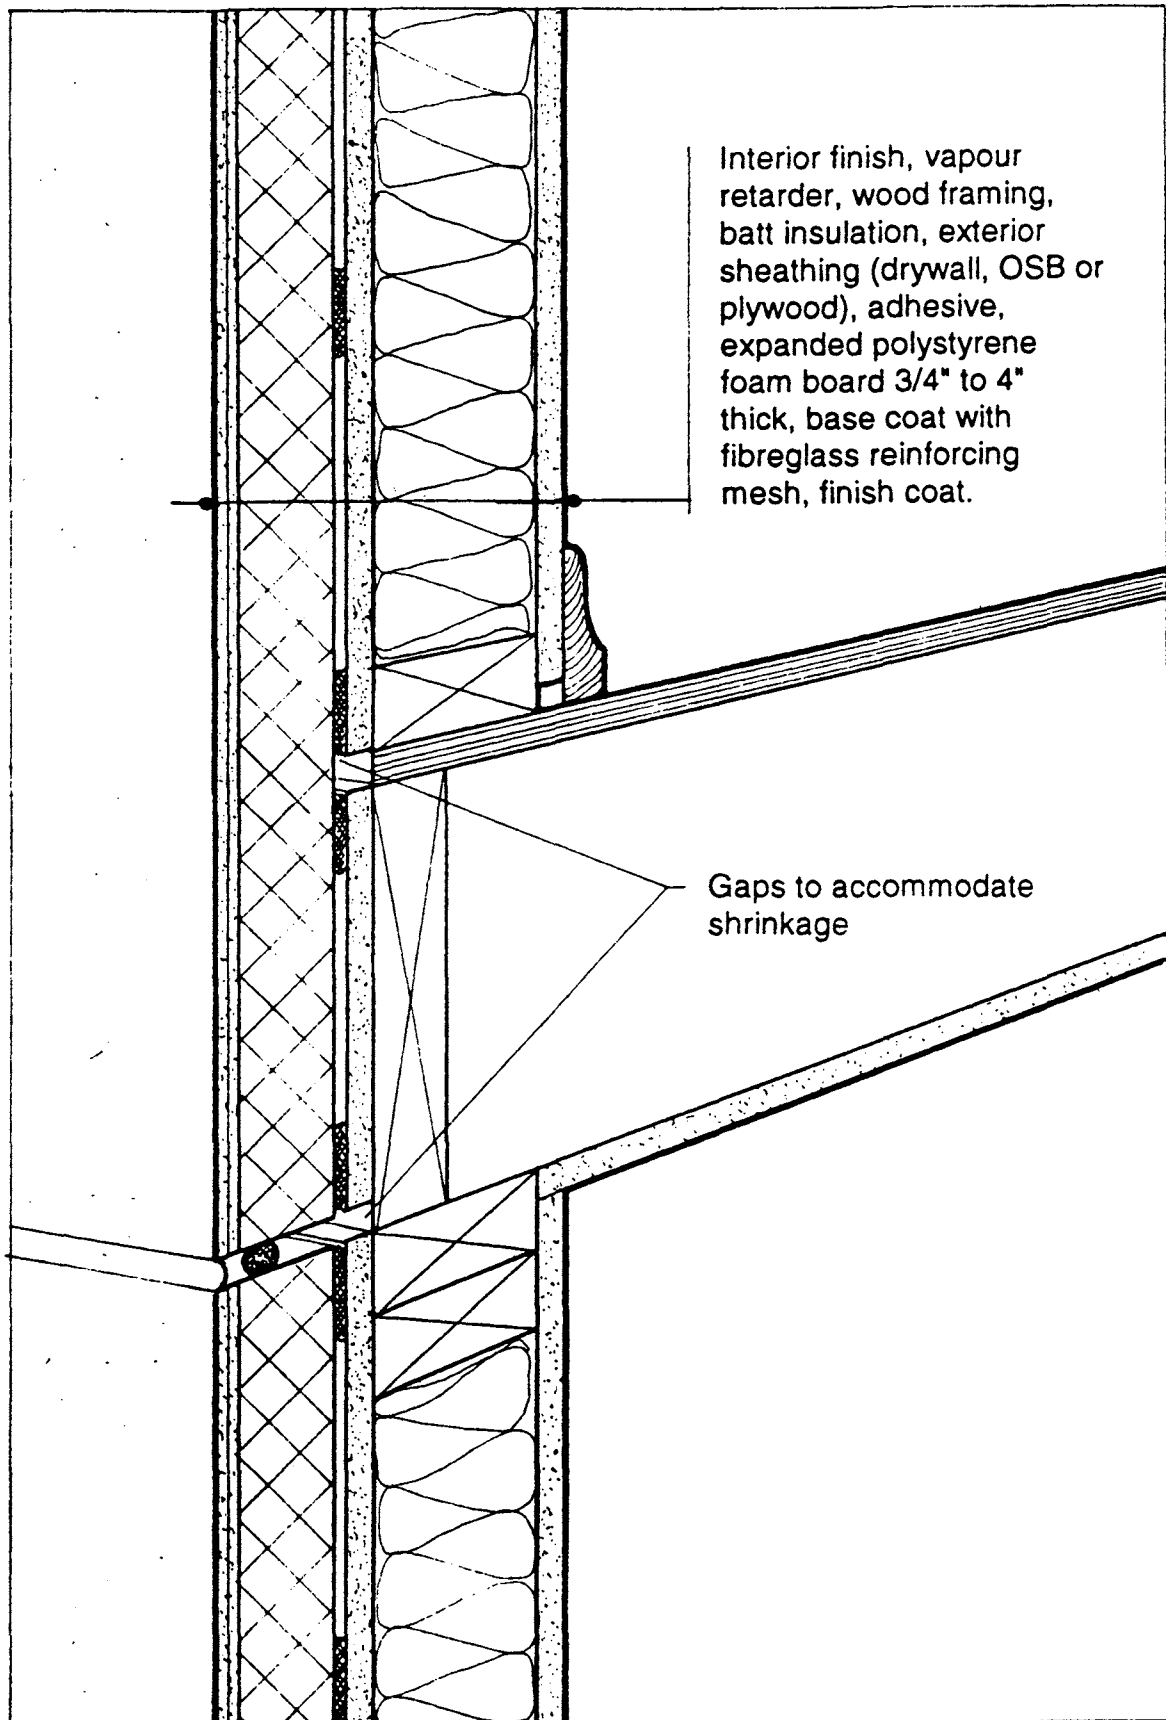 Interior finish, vapour
retarder, wood framing,
batt insulation, exterior
sheathing (drywall, OSB or
plywood), adhesive,
expanded polystyrene
foam board 3/4" to 4"
thick, base coat with
fibreglass reinforcing
mesh, finish coat.
Gaps to accommodate
shrinkage